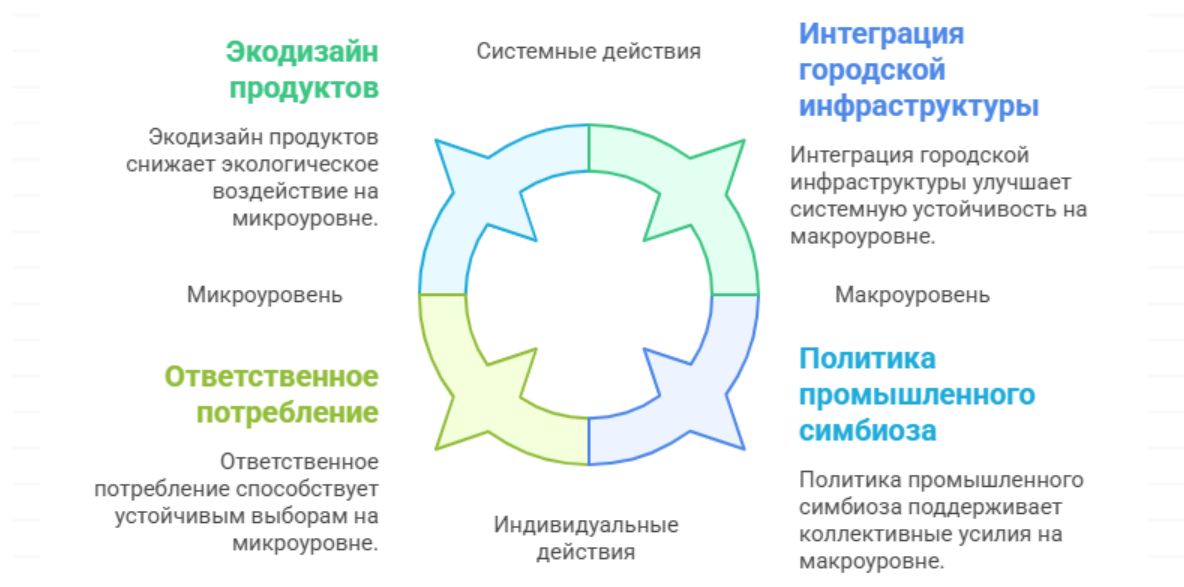 Экодизайн
продуктов
Экодизайн продуктов
снижает экологическое
воздействие на
микроуровне.
Системные действия
Интеграция
городской
инфраструктуры
Интеграция городской
инфраструктуры улучшает
системную устойчивость на
макроуровне.
Микроуровень
Макроуровень
Ответственное
потребление
Ответственное
потребление способствует
устойчивым выборам на
микроуровне.
Индивидуальные
действия
Политика
промышленного
симбиоза
Политика промышленного
симбиоза поддерживает
коллективные усилия на
макроуровне.